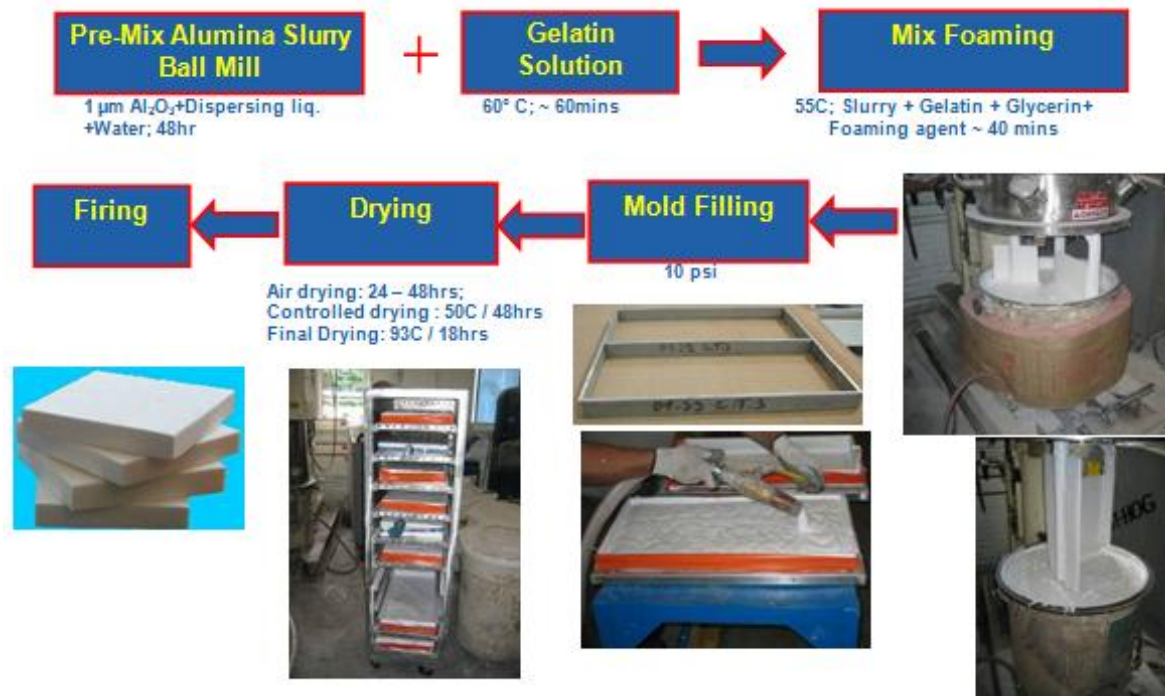 Pre-Mix Alumina Slurry
Ball Mill
+
Gelatin
Solution
Mix Foaming
1 µm Al₂O₃+Dispersing liq.
+Water; 48hr
60° C; ~ 60mins
55C; Slurry + Gelatin + Glycerin+
Foaming agent ~ 40 mins
Firing
Drying
Mold Filling
10 psi
Air drying: 24 – 48hrs;
Controlled drying : 50C / 48hrs
Final Drying: 93C / 18hrs
-HOG